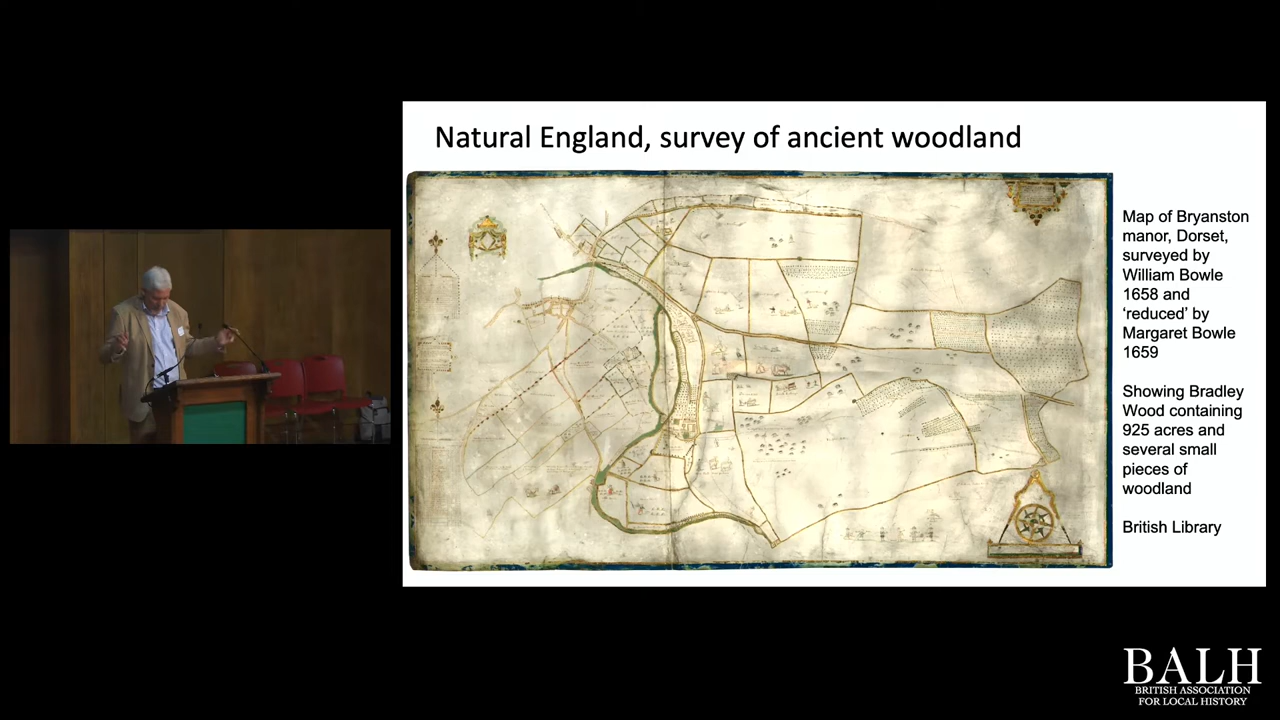 Natural England, survey of ancient woodland
Map of Bryanston
manor, Dorset,
surveyed by
William Bowle
1658 and
‘reduced’ by
Margaret Bowle
1659
Showing Bradley
Wood containing
925 acres and
several small
pieces of
woodland
British Library
BALH
BRITISH ASSOCIATION
FOR LOCAL HISTORY